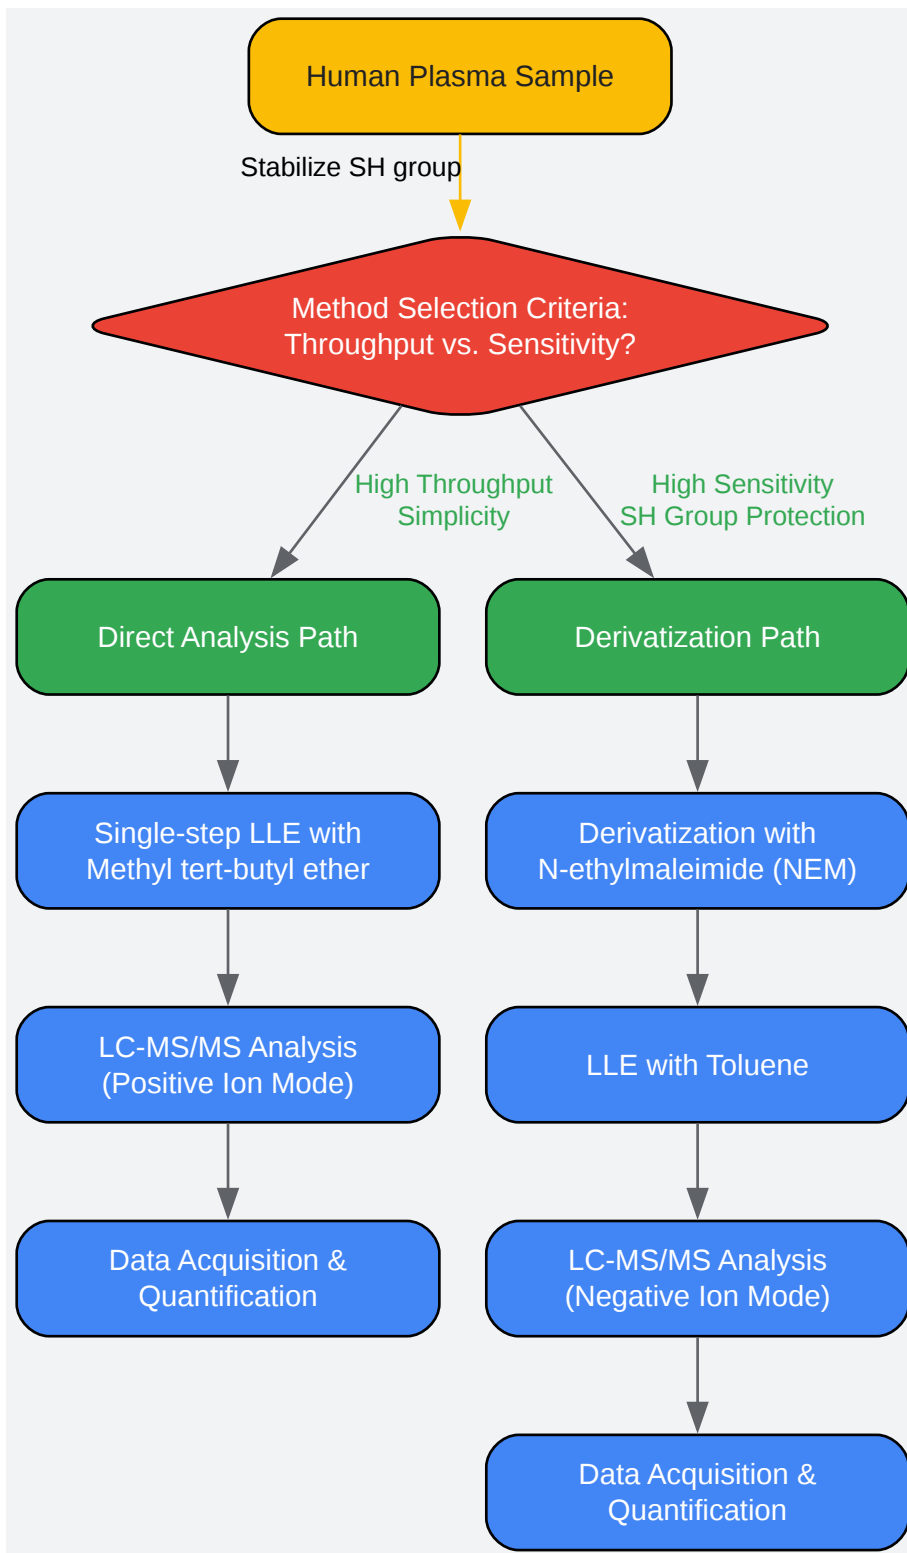 Human Plasma Sample
Stabilize SH group
Method Selection Criteria:
Throughput vs. Sensitivity?
High Throughput
Simplicity
High Sensitivity
SH Group Protection
Direct Analysis Path
Derivatization Path
Single-step LLE with
Methyl tert-butyl ether
Derivatization with
N-ethylmaleimide (NEM)
LC-MS/MS Analysis
(Positive Ion Mode)
LLE with Toluene
Data Acquisition &
Quantification
LC-MS/MS Analysis
(Negative Ion Mode)
Data Acquisition &
Quantification